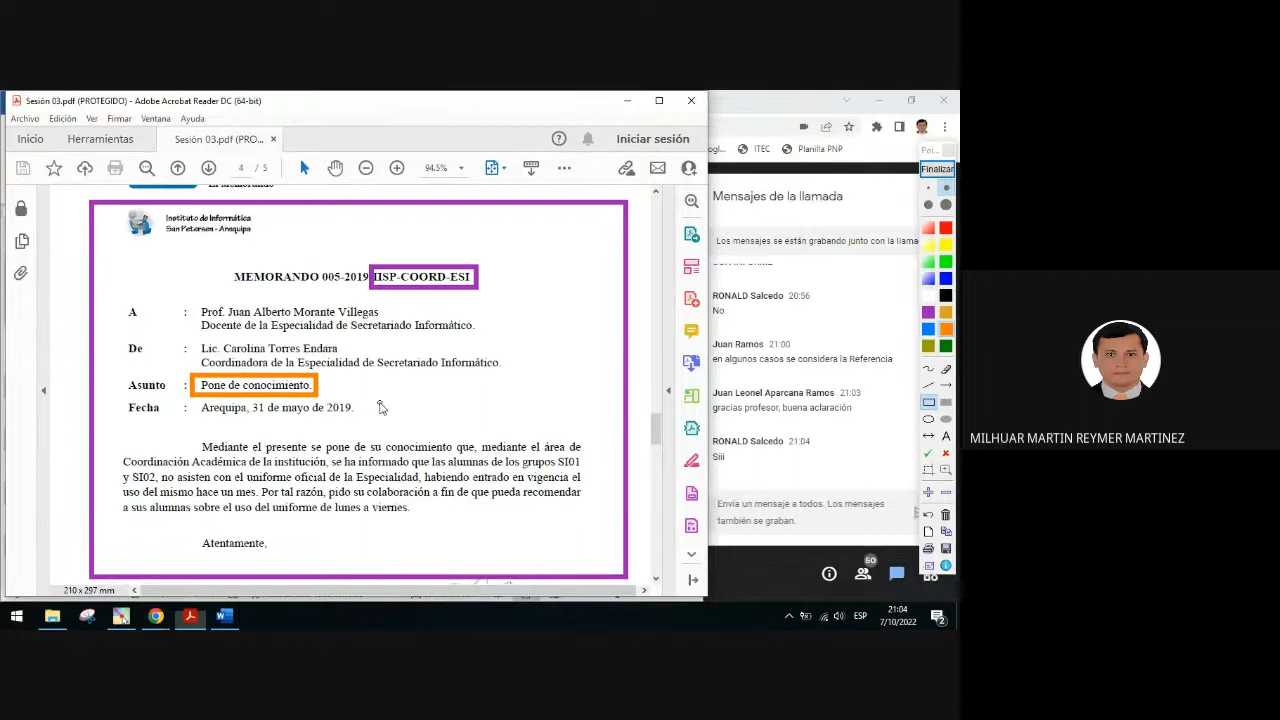 Sesión 03.pdf (PROTEGIDO) - Adobe Acrobat Reader DC (64-bit)
Archivo Edición Ver Firmar Ventana Ayuda
Inicio Herramientas Sesión 03.pdf (PRO... × Iniciar sesión
4 / 5 94.5%
Instituto de Informática
San Petersen - Arequipa
MEMORANDO 005-2019 IISP-COORD-ESI
A : Prof. Juan Alberto Morante Villegas
Docente de la Especialidad de Secretariado Informático.
De : Lic. Carolina Torres Endara
Coordinadora de la Especialidad de Secretariado Informático.
Asunto : Pone de conocimiento.
Fecha : Arequipa, 31 de mayo de 2019.
Mediante el presente se pone de su conocimiento que, mediante el área de
Coordinación Académica de la institución, se ha informado que las alumnas de los grupos SI01
y SI02, no asisten con el uniforme oficial de la Especialidad, habiendo entrado en vigencia el
uso del mismo hace un mes. Por tal razón, pido su colaboración a fin de que pueda recomendar
a sus alumnas sobre el uso del uniforme de lunes a viernes.
Atentamente,
210 x 297 mm
ITEC Planilla PNP
Mensajes de la llamada
Los mensajes se están grabando junto con la llama
RONALD Salcedo 20:56
No
Juan Ramos 21:00
en algunos casos se considera la Referencia
Juan Leonel Aparcana Ramos 21:03
gracias profesor, buena aclaración
RONALD Salcedo 21:04
Siii
Envía un mensaje a todos. Los mensajes
también se graban.
60
Finalizar
A
MILHUAR MARTIN REYMER MARTINEZ
ESP
21:04
7/10/2022
2